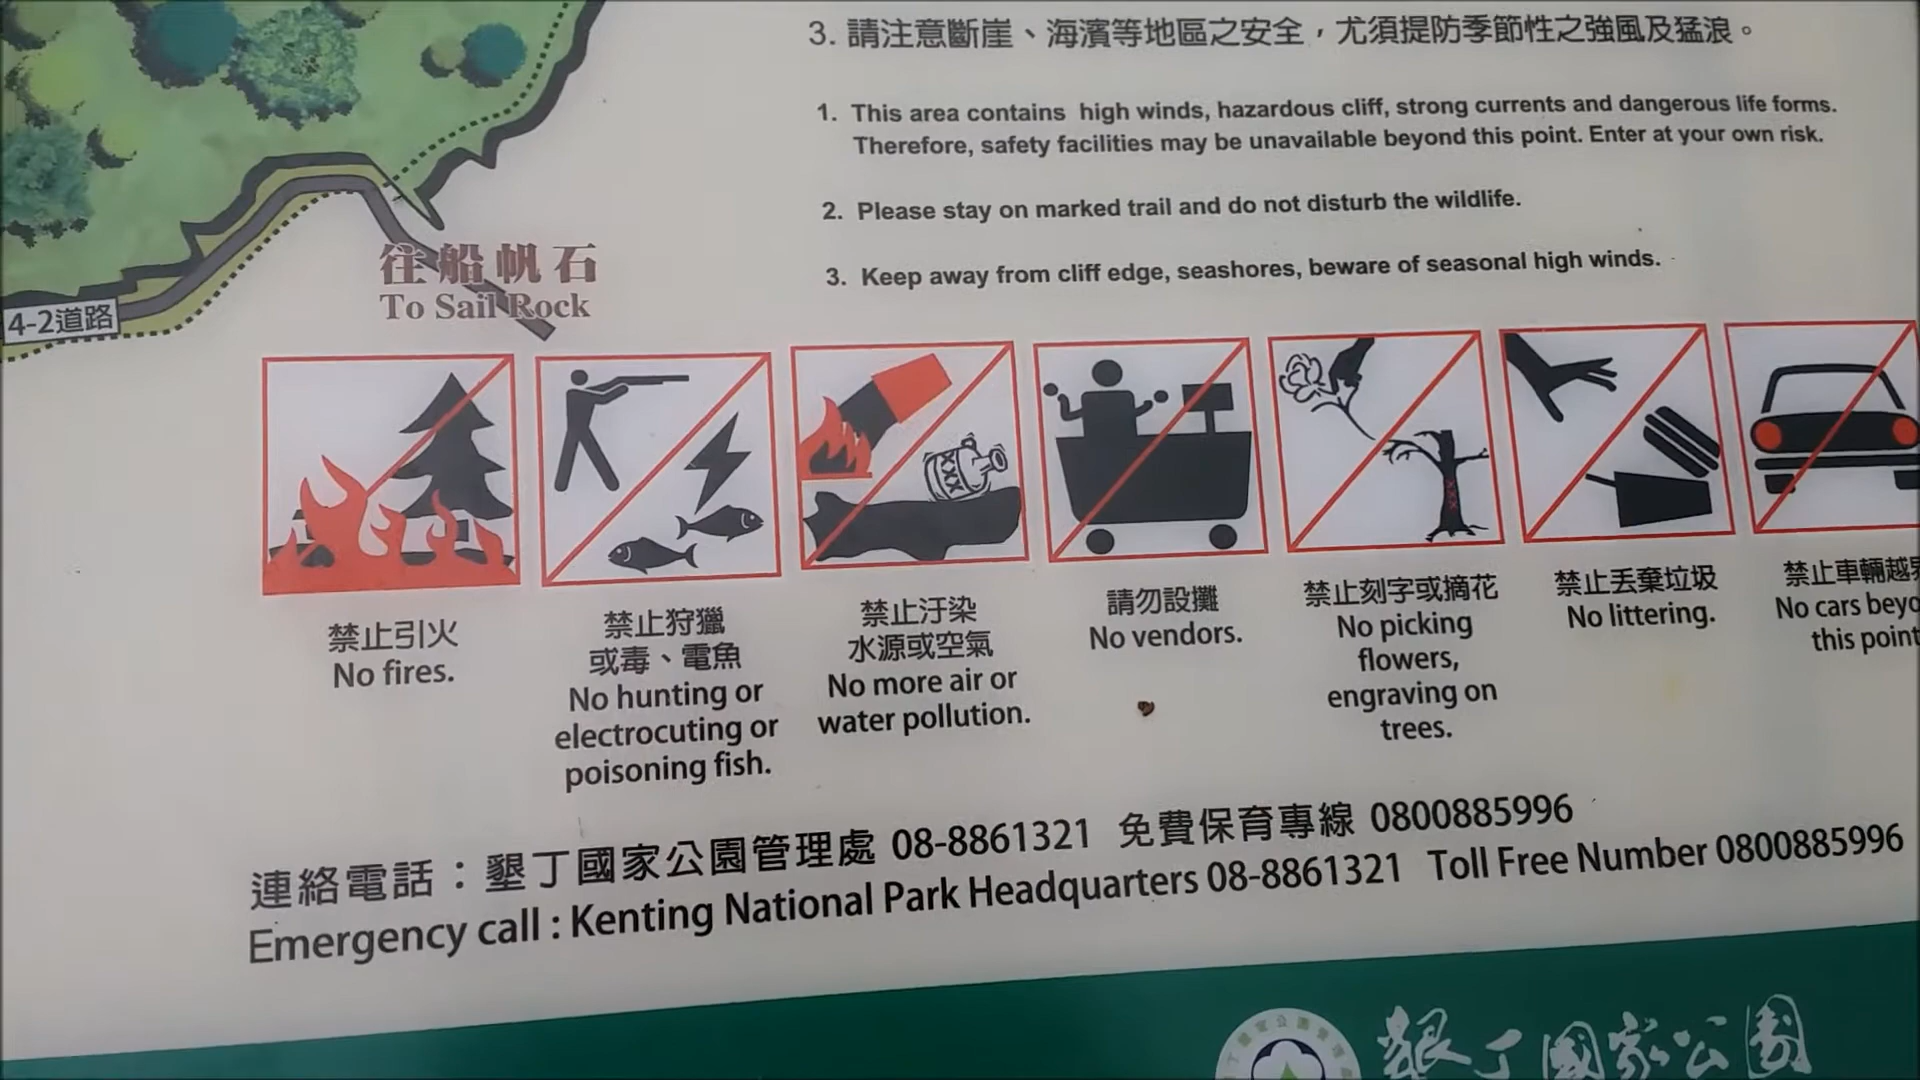 3. 請注意斷崖、海濱等地區之安全，尤須提防季節性之強風及猛浪。
1. This area contains high winds, hazardous cliff, strong currents and dangerous life forms.
Therefore, safety facilities may be unavailable beyond this point. Enter at your own risk.
2. Please stay on marked trail and do not disturb the wildlife.
3. Keep away from cliff edge, seashores, beware of seasonal high winds.
往船帆石
To Sail Rock
4-2道路
XXX
XXX
禁止引火
No fires.
禁止狩獵
或毒、電魚
No hunting or
electrocuting or
poisoning fish.
禁止汙染
水源或空氣
No more air or
water pollution.
請勿設攤
No vendors.
禁止刻字或摘花
No picking
flowers,
engraving on
trees.
禁止丟棄垃圾
No littering.
禁止車輛越
No cars
this point
連絡電話：墾丁國家公園管理處 08-8861321 免費保育專線 0800885996
Emergency call : Kenting National Park Headquarters 08-8861321 Toll Free Number 0800885996
墾丁國家公園